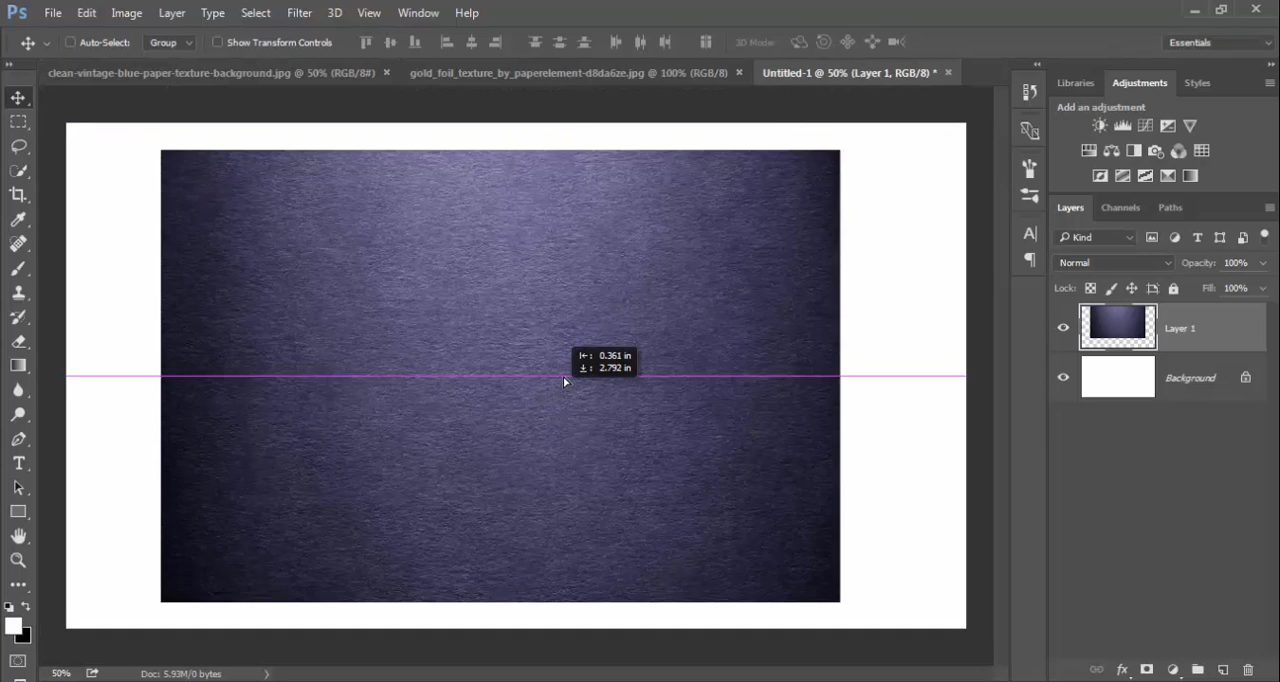 Ps File Edit Image Layer Type Select Filter 3D View Window Help
Auto-Select: Group Show Transform Controls 3D Mode: Essentials
clean-vintage-blue-paper-texture-background.jpg @ 50% (RGB/8#) × gold_foil_texture_by_paperelement-d8da6ze.jpg @ 100% (RGB/8) × Untitled-1 @ 50% (Layer 1, RGB/8) * ×
Libraries Adjustments Styles
Add an adjustment
Layers Channels Paths
Kind
Normal Opacity: 100%
Lock: Fill: 100%
Layer 1
0.361 in
2.792 in
Background
50% Doc: 5.93M/0 bytes